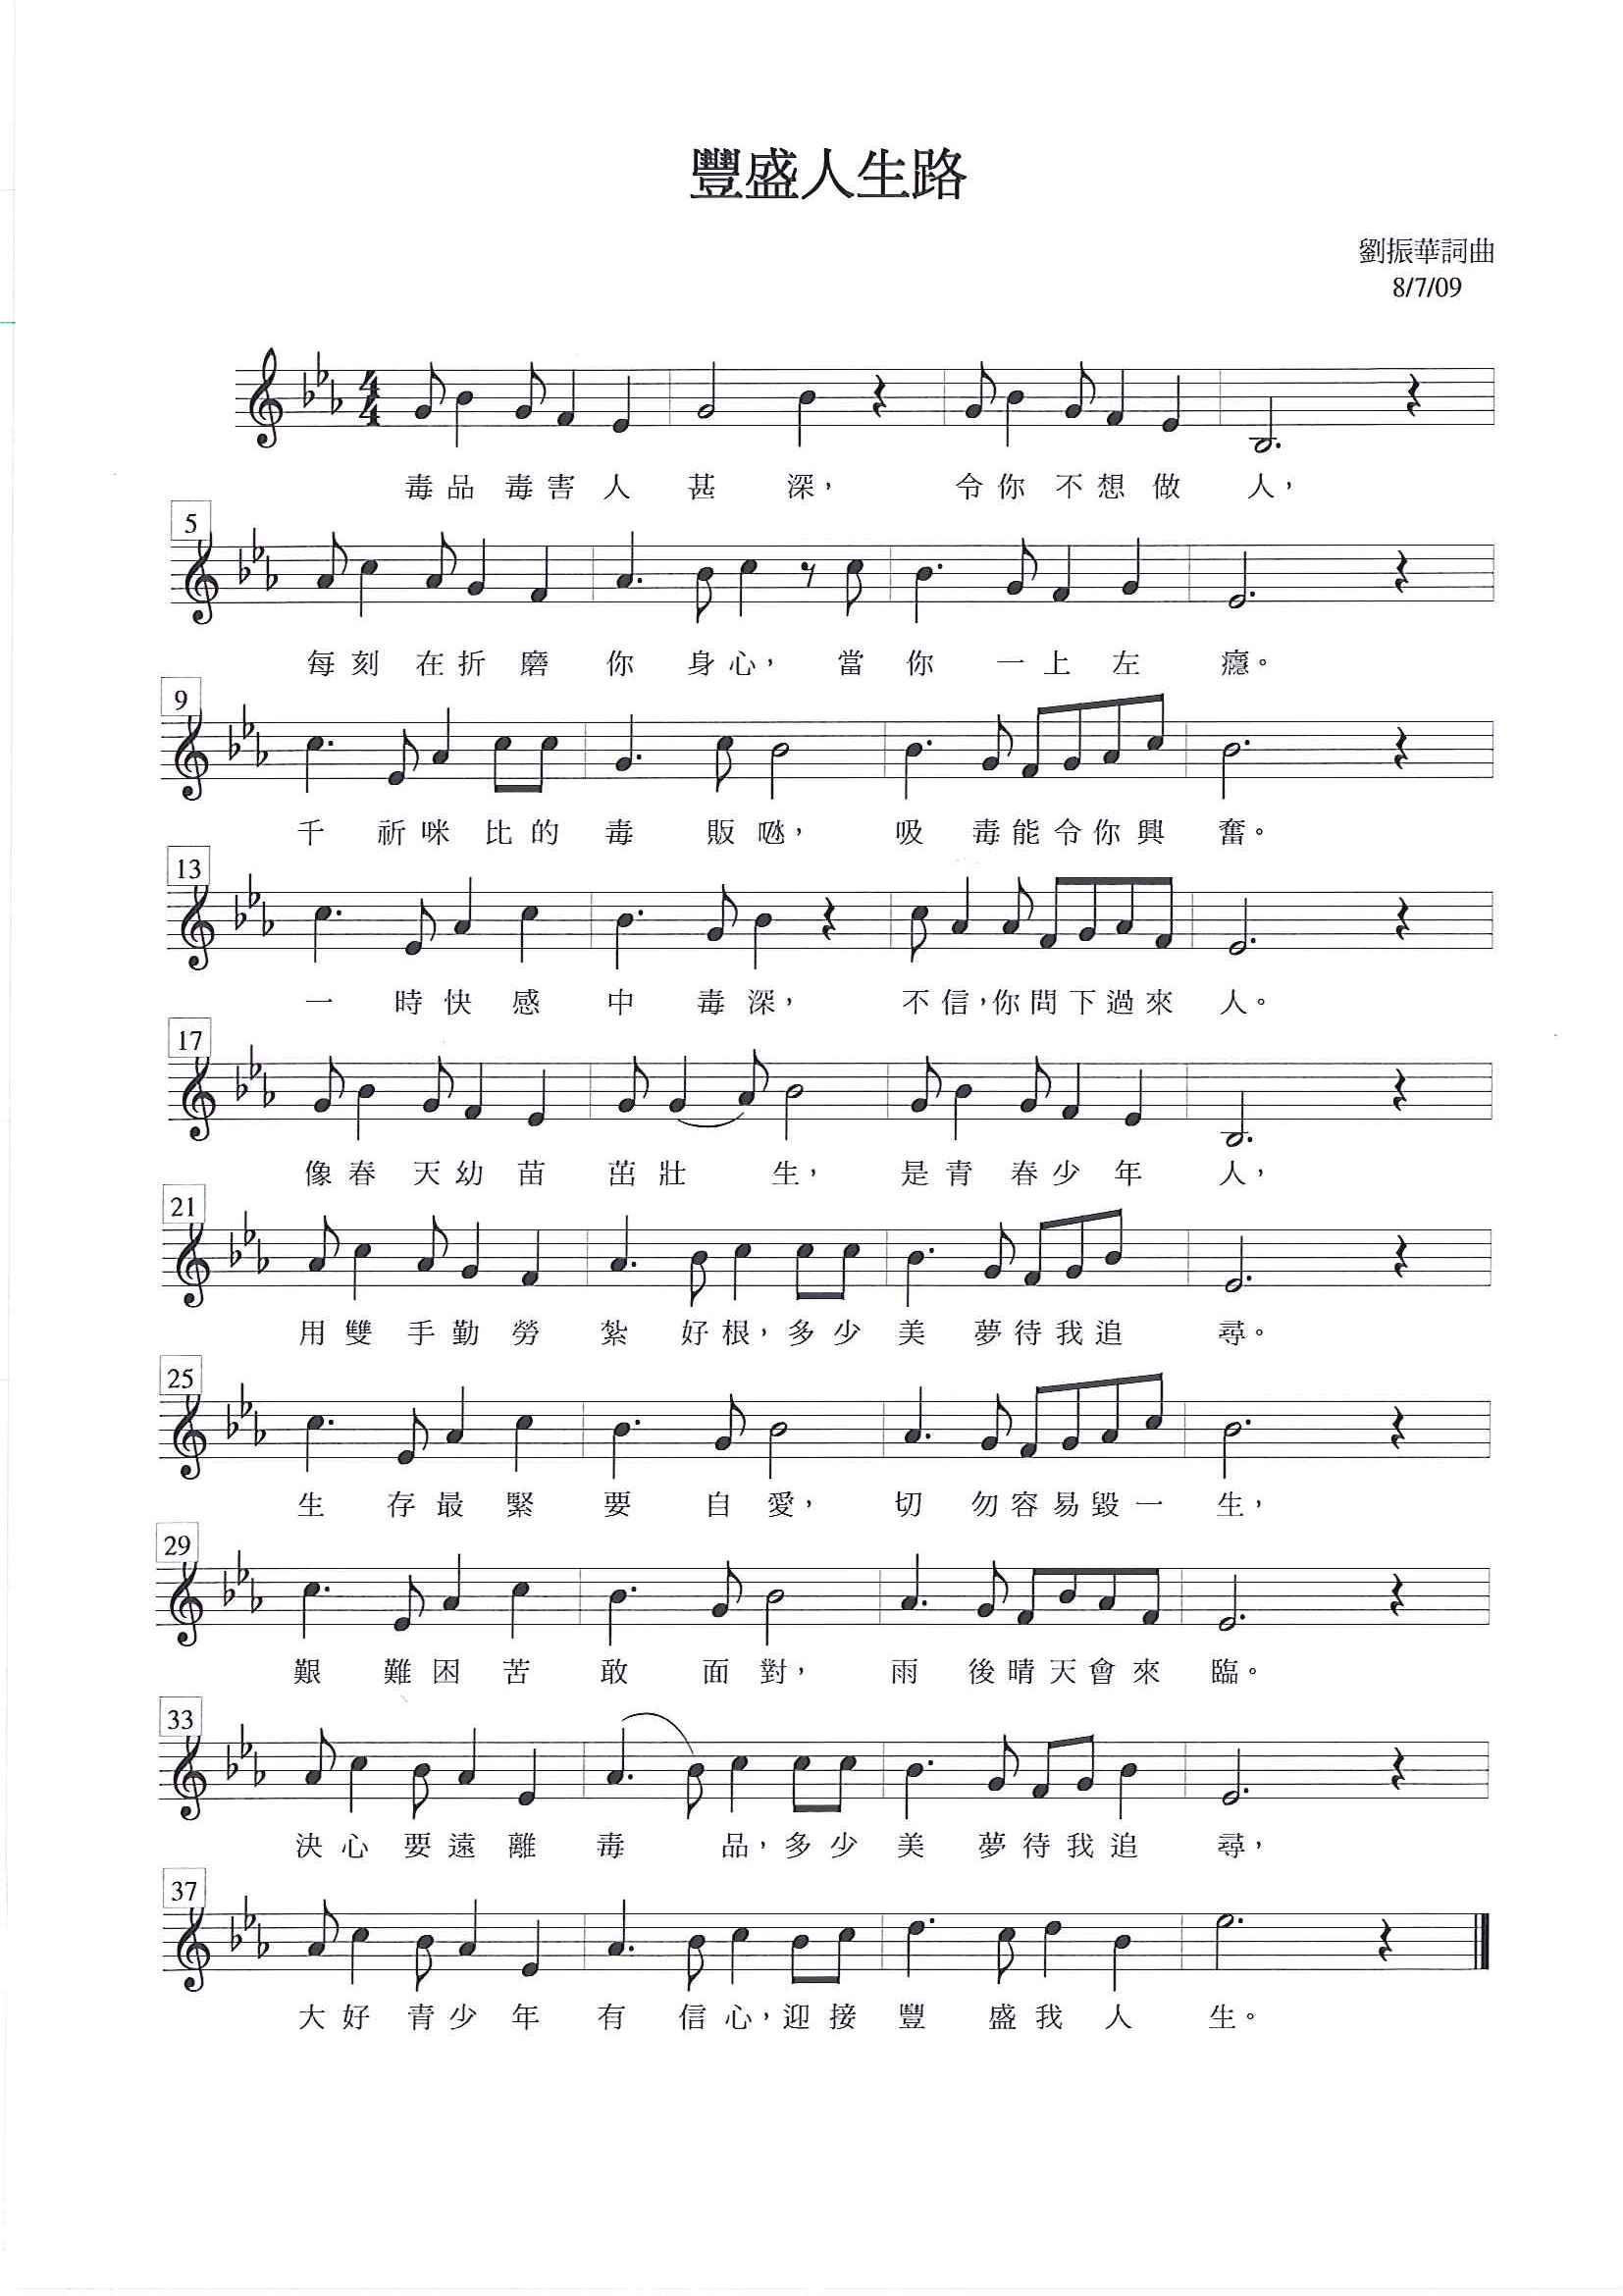 豐盛人生路
劉振華詞曲
8/7/09
毒品毒害人甚深，令你不想做人，
5
每刻在折磨你身心，當你一上左癮。
9
千祈咪比的毒販𠱁，吸毒能令你興奮。
13
一時快感中毒深，不信，你問下過來人。
17
像春天幼苗茁壯生，是青春少年人，
21
用雙手勤勞紮好根，多少美夢待我追尋。
25
生存最緊要自愛，切勿容易毀一生，
29
艱難困苦敢面對，雨後晴天會來臨。
33
決心要遠離毒品，多少美夢待我追尋，
37
大好青少年有信心，迎接豐盛我人生。